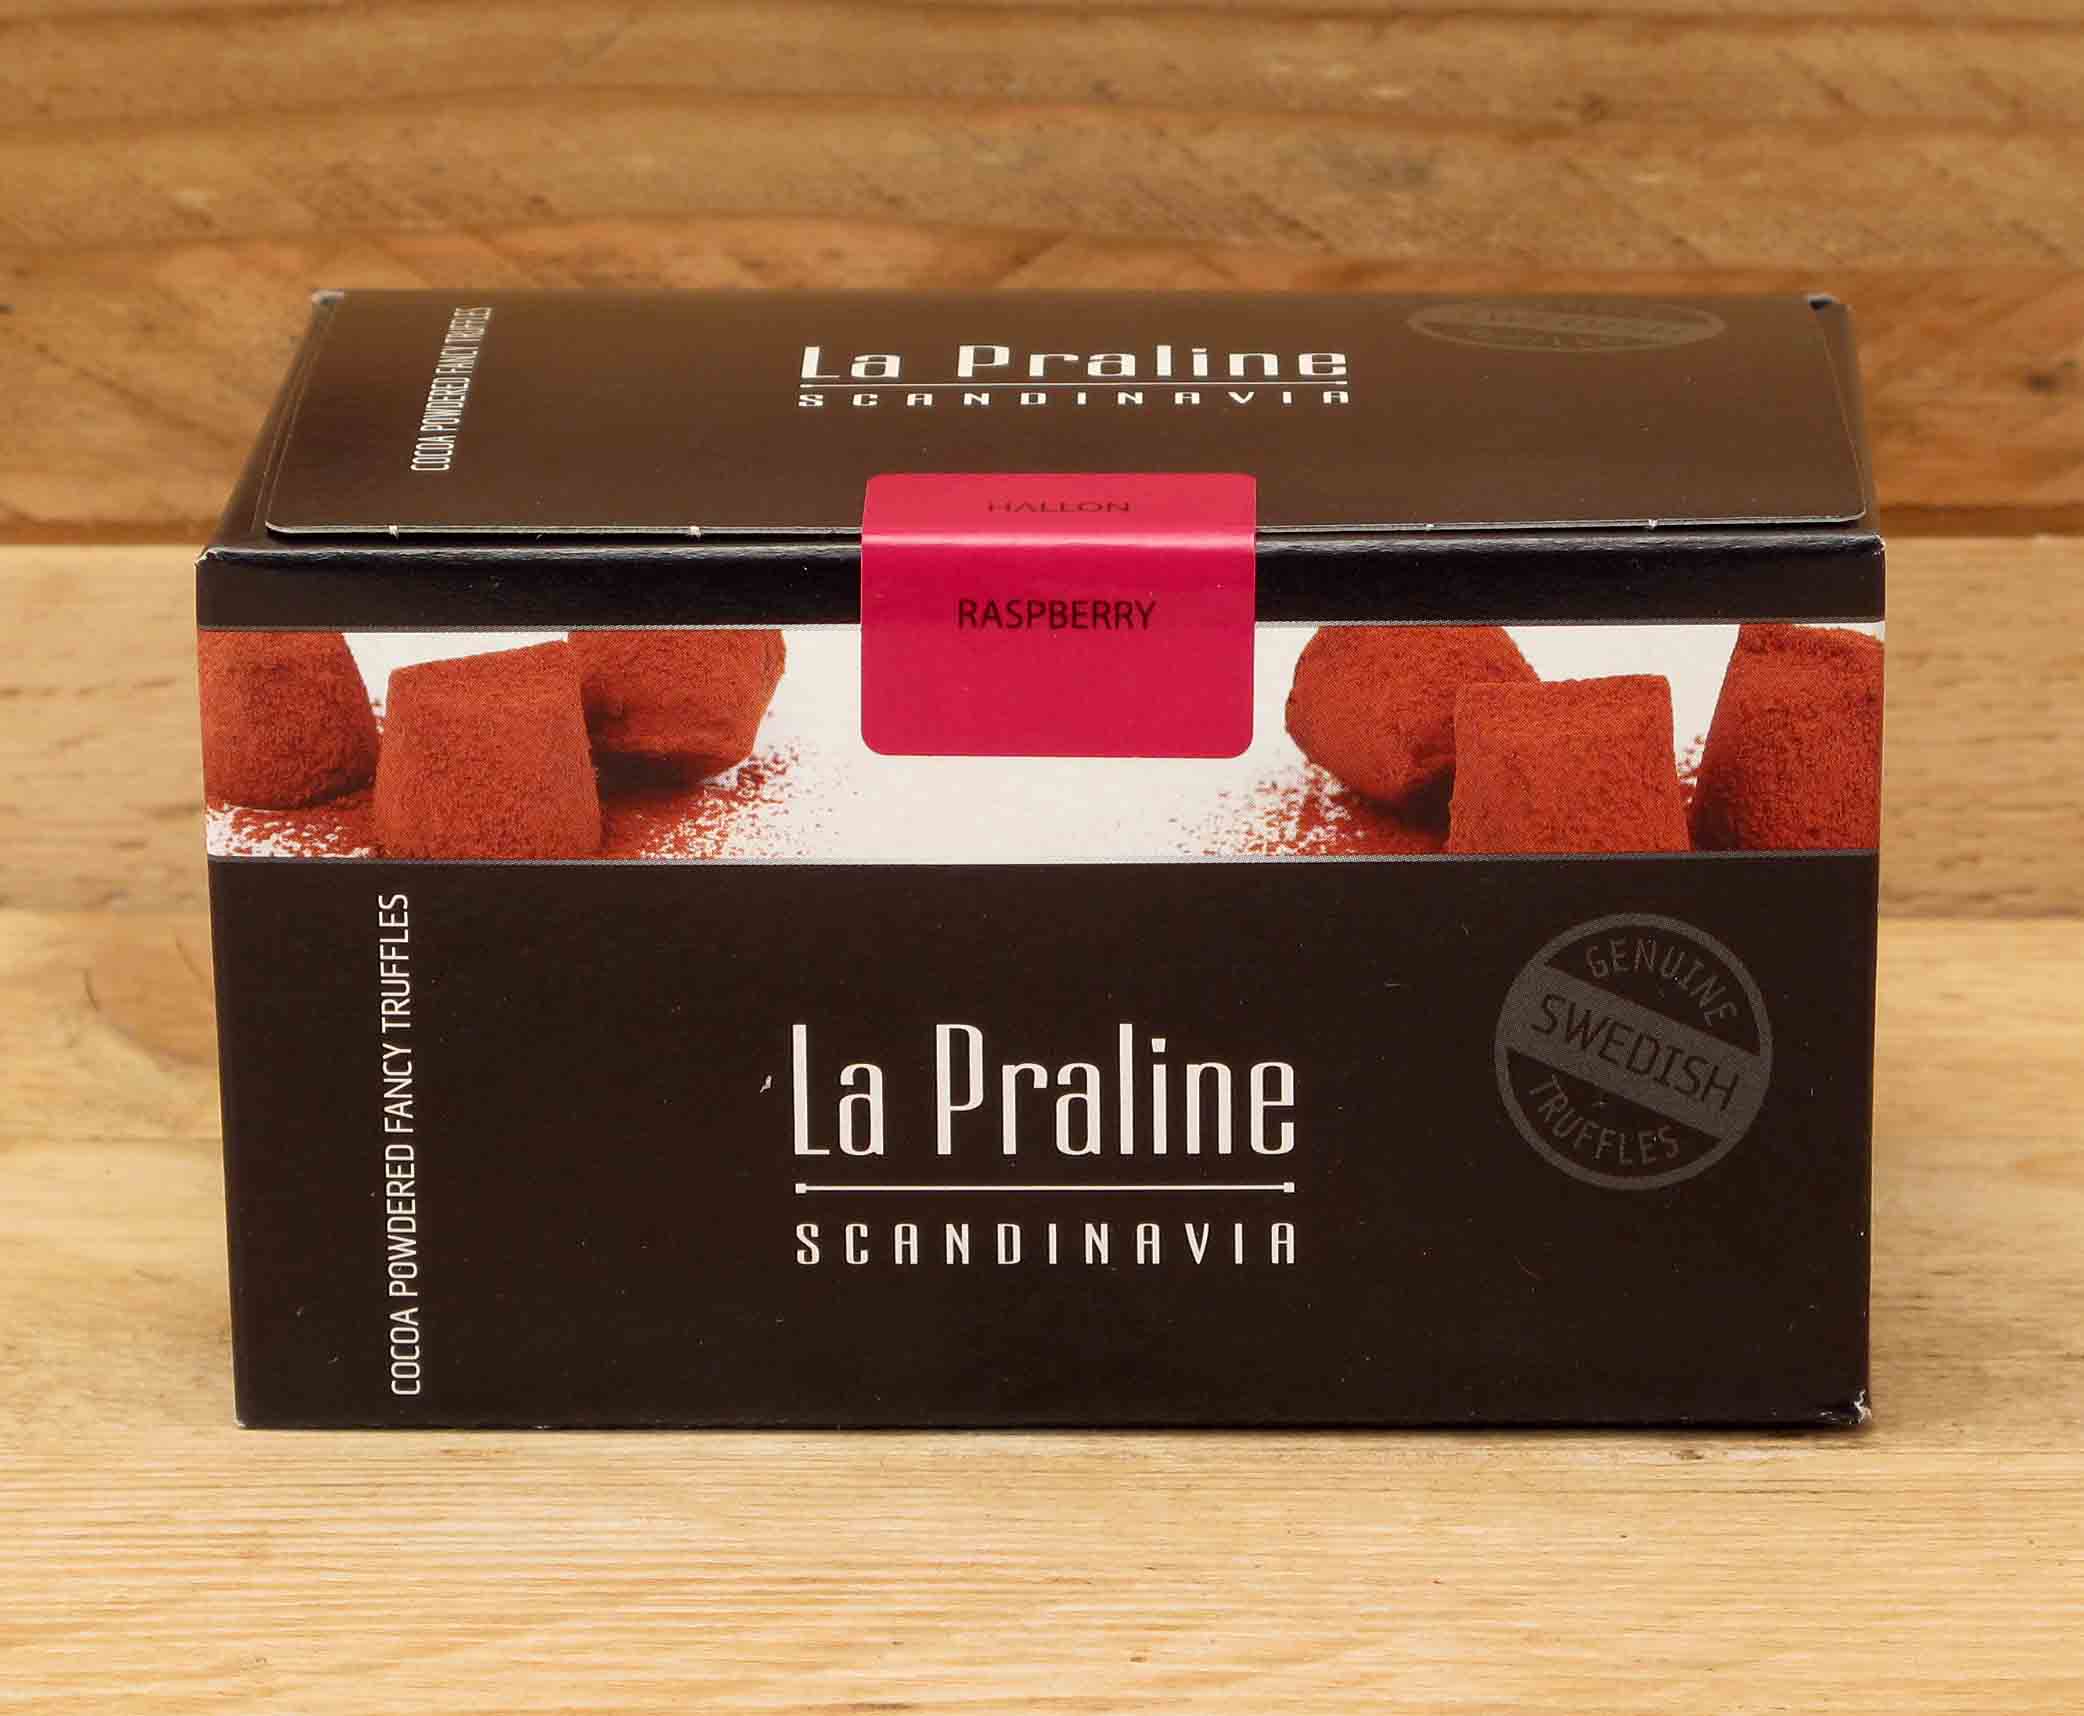 COCOA POWDERED FANCY TRUFFLES
La Praline
SCANDINAVIA
HALLON
RASPBERRY
COCOA POWDERED FANCY TRUFFLES
La Praline
SCANDINAVIA
GENUINE
SWEDISH
TRUFFLES